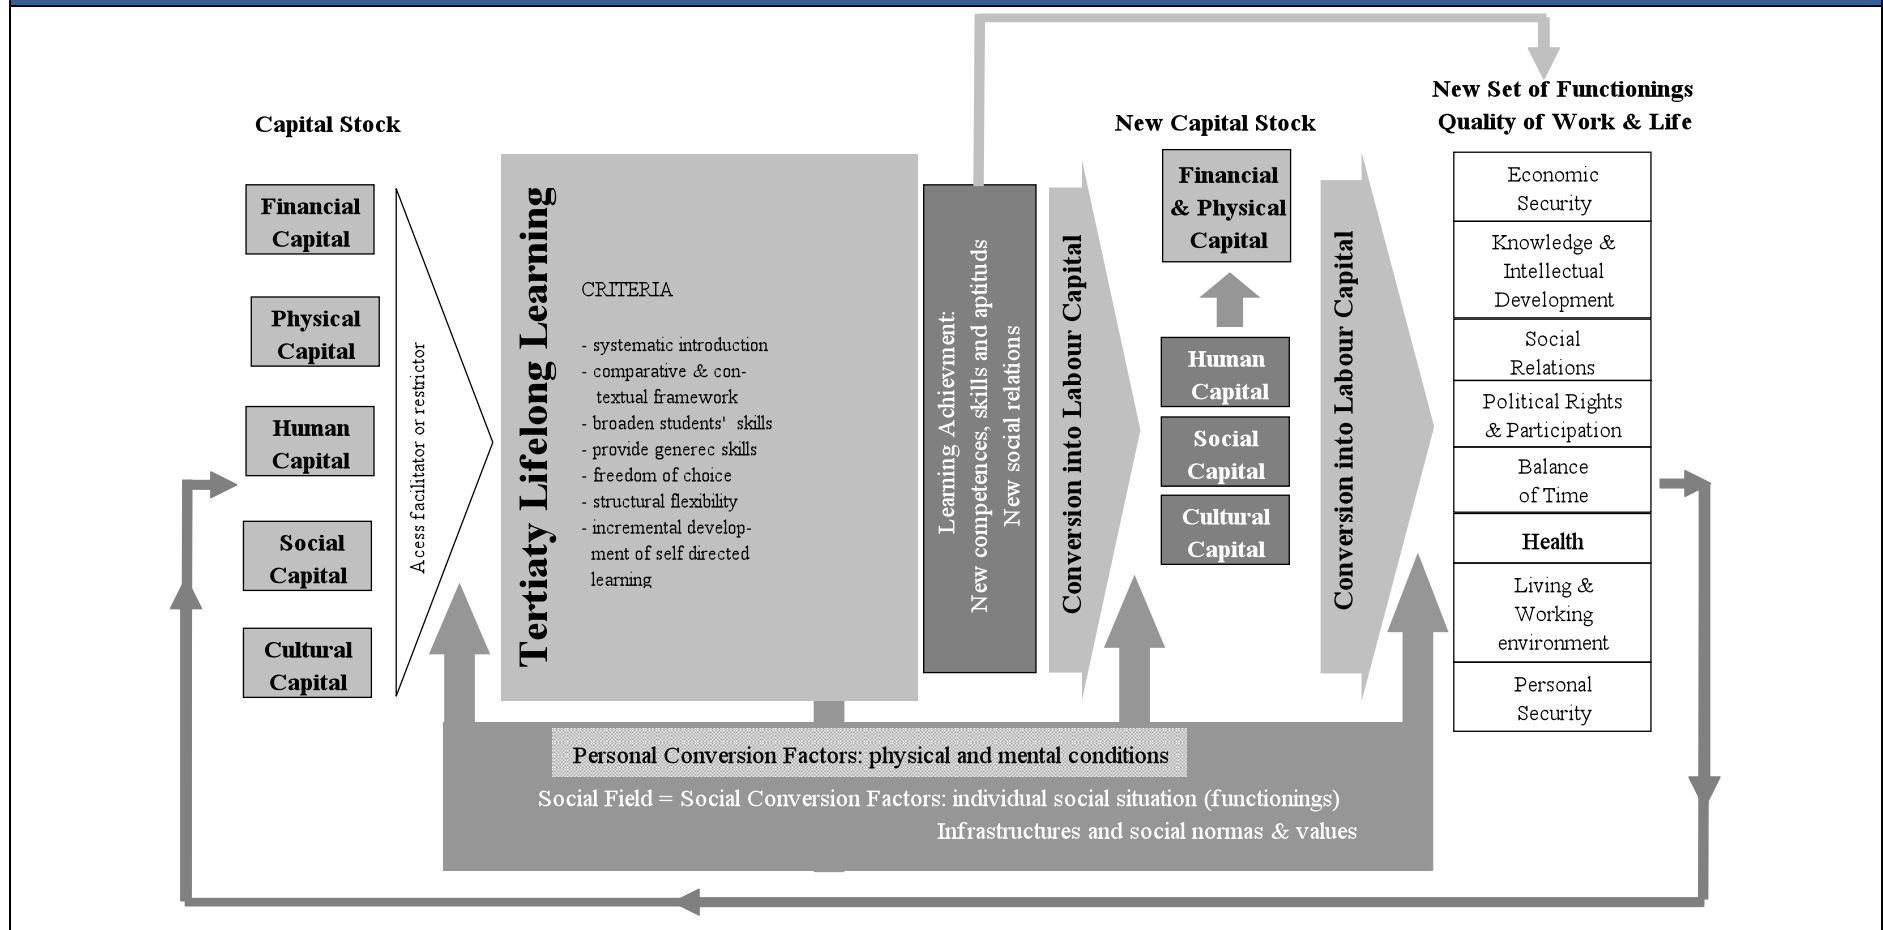 Capital Stock
Financial
Capital
Physical
Capital
Human
Capital
Social
Capital
Cultural
Capital
Acess facilitator or restrictor
Tertiaty Lifelong Learning
CRITERIA
- systematic introduction
- comparative & con-
textual framework
- broaden students' skills
- provide generec skills
- freedom of choice
- structural flexibility
- incremental develop-
ment of self directed
learning
Learning Achievment:
New competences, skills and aptituds
New social relations
Conversion into Labour Capital
New Capital Stock
Financial
& Physical
Capital
Human
Capital
Social
Capital
Cultural
Capital
Conversion into Labour Capital
New Set of Functionings
Quality of Work & Life
Economic
Security
Knowledge &
Intellectual
Development
Social
Relations
Political Rights
& Participation
Balance
of Time
Health
Living &
Working
environment
Personal
Security
Personal Conversion Factors: physical and mental conditions
Social Field = Social Conversion Factors: individual social situation (functionings)
Infrastructures and social normas & values